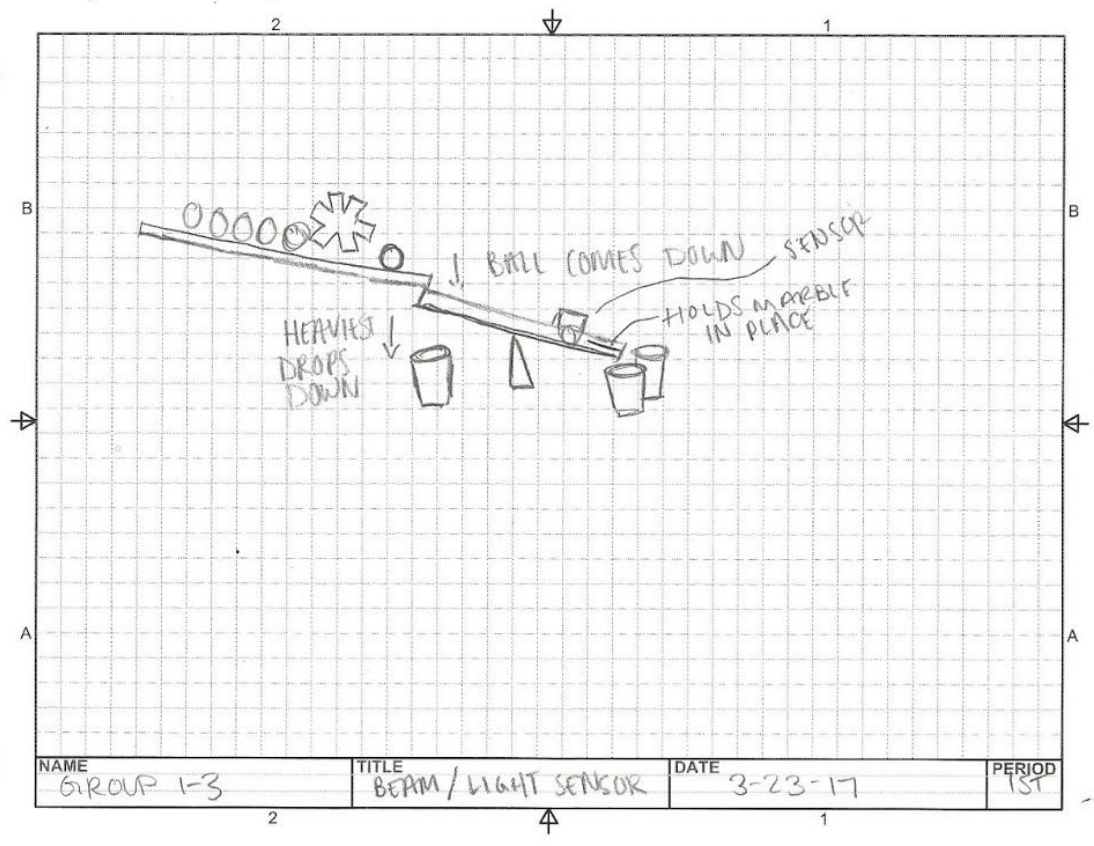 2
1
B
B
BALL COMES DOWN
SENSOR
HOLDS MARBLE
IN PLACE
HEAVIEST
DROPS
DOWN
A
A
NAME
GROUP 1-3
TITLE
BEAM / LIGHT SENSOR
DATE
3-23-17
PERIOD
1ST
2
1